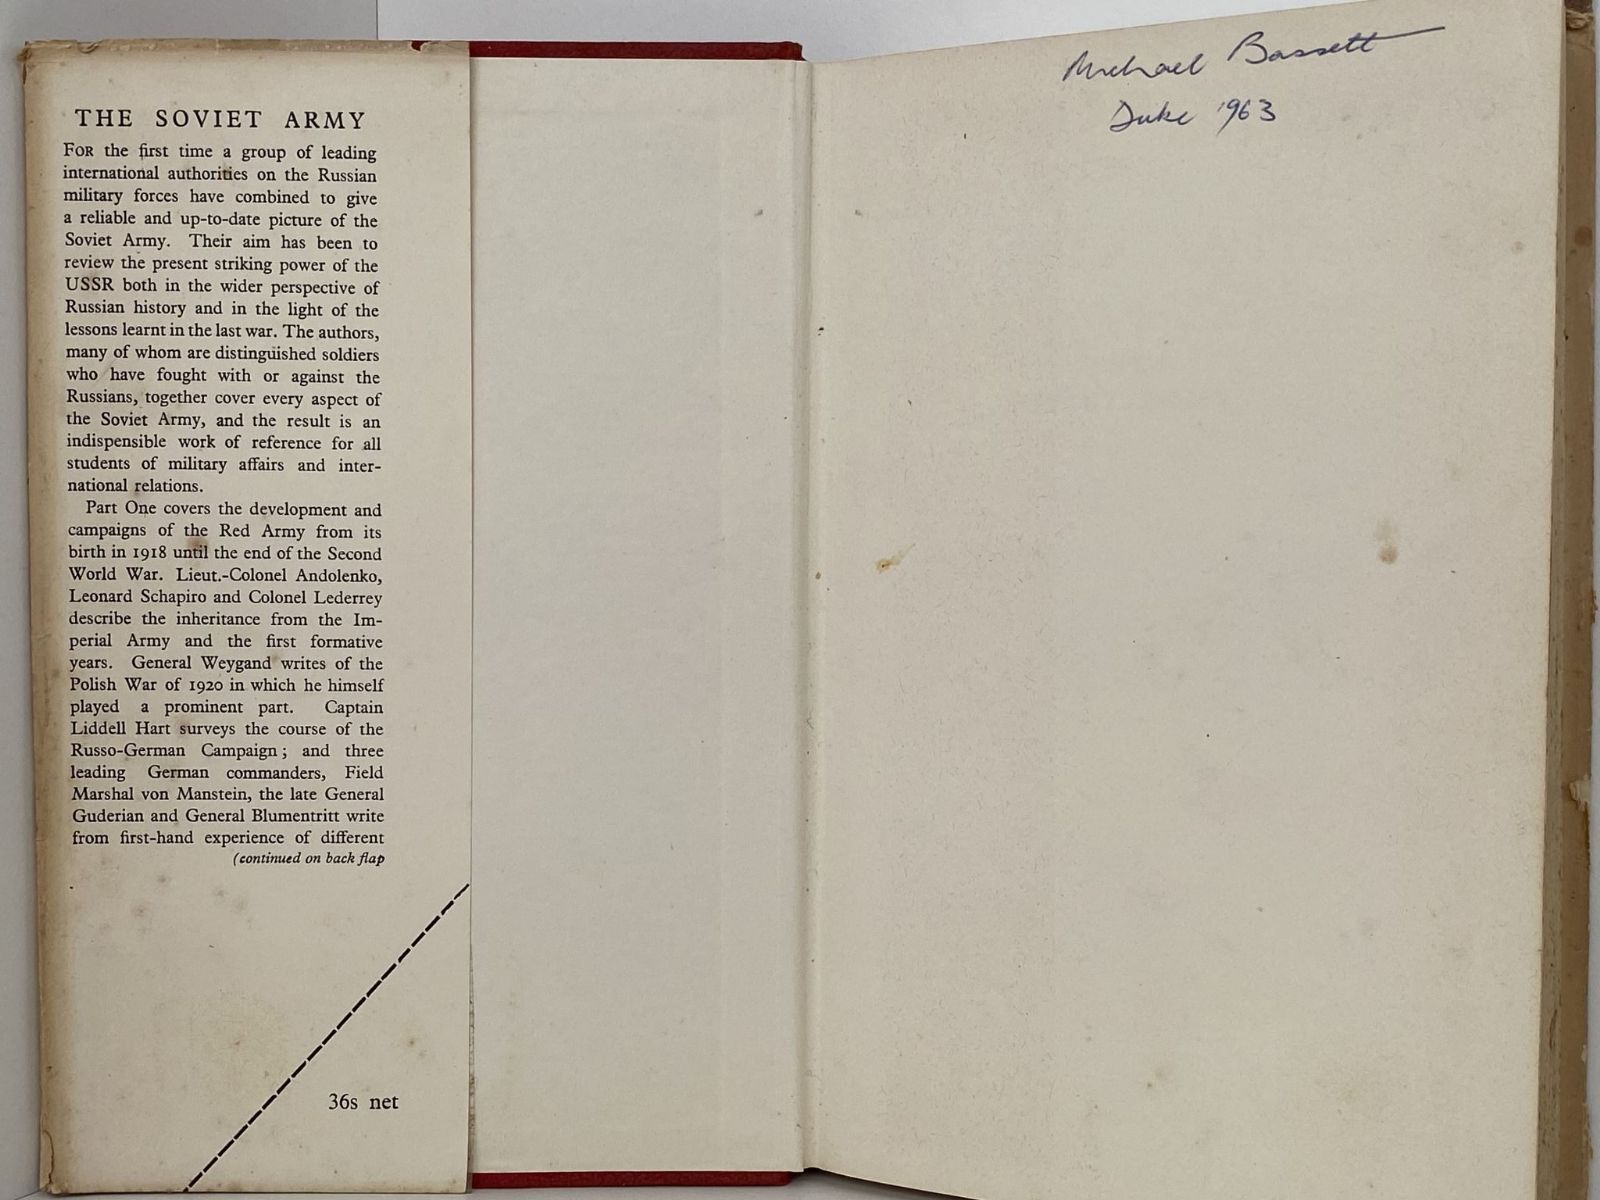 THE SOVIET ARMY
FOR the first time a group of leading
international authorities on the Russian
military forces have combined to give
a reliable and up-to-date picture of the
Soviet Army. Their aim has been to
review the present striking power of the
USSR both in the wider perspective of
Russian history and in the light of the
lessons learnt in the last war. The authors,
many of whom are distinguished soldiers
who have fought with or against the
Russians, together cover every aspect of
the Soviet Army, and the result is an
indispensible work of reference for all
students of military affairs and inter-
national relations.
Part One covers the development and
campaigns of the Red Army from its
birth in 1918 until the end of the Second
World War. Lieut.-Colonel Andolenko,
Leonard Schapiro and Colonel Lederrey
describe the inheritance from the Im-
perial Army and the first formative
years. General Weygand writes of the
Polish War of 1920 in which he himself
played a prominent part. Captain
Liddell Hart surveys the course of the
Russo-German Campaign; and three
leading German commanders, Field
Marshal von Manstein, the late General
Guderian and General Blumentritt write
from first-hand experience of different
(continued on back flap
36s net
Michael Bassett
Duke 1963